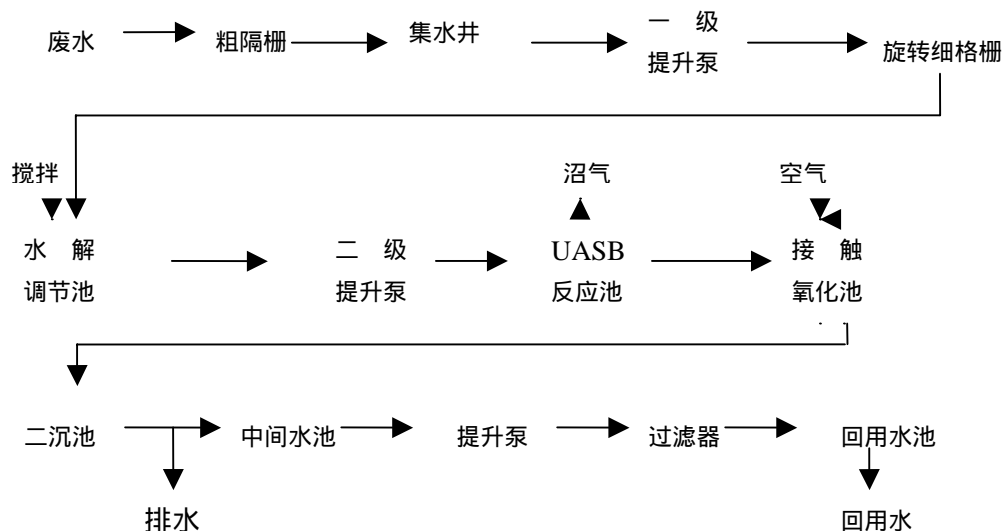 废水
粗隔栅
集水井
一 级
提升泵
旋转细格栅
搅拌
沼气
空气
水 解
调节池
二 级
提升泵
UASB
反应池
接 触
氧化池
二沉池
中间水池
提升泵
过滤器
回用水池
排水
回用水